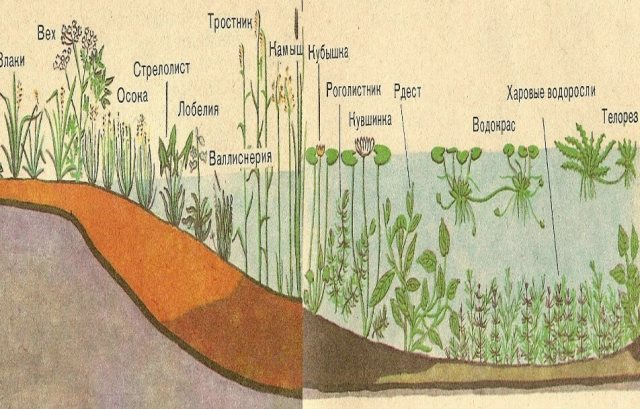 Злаки
Вех
Стрелолист
Осока
Лобелия
Валлиснерия
Тростник
Камыш
Кубышка
Роголистник
Кувшинка
Рдест
Водокрас
Харовые водоросли
Телорез